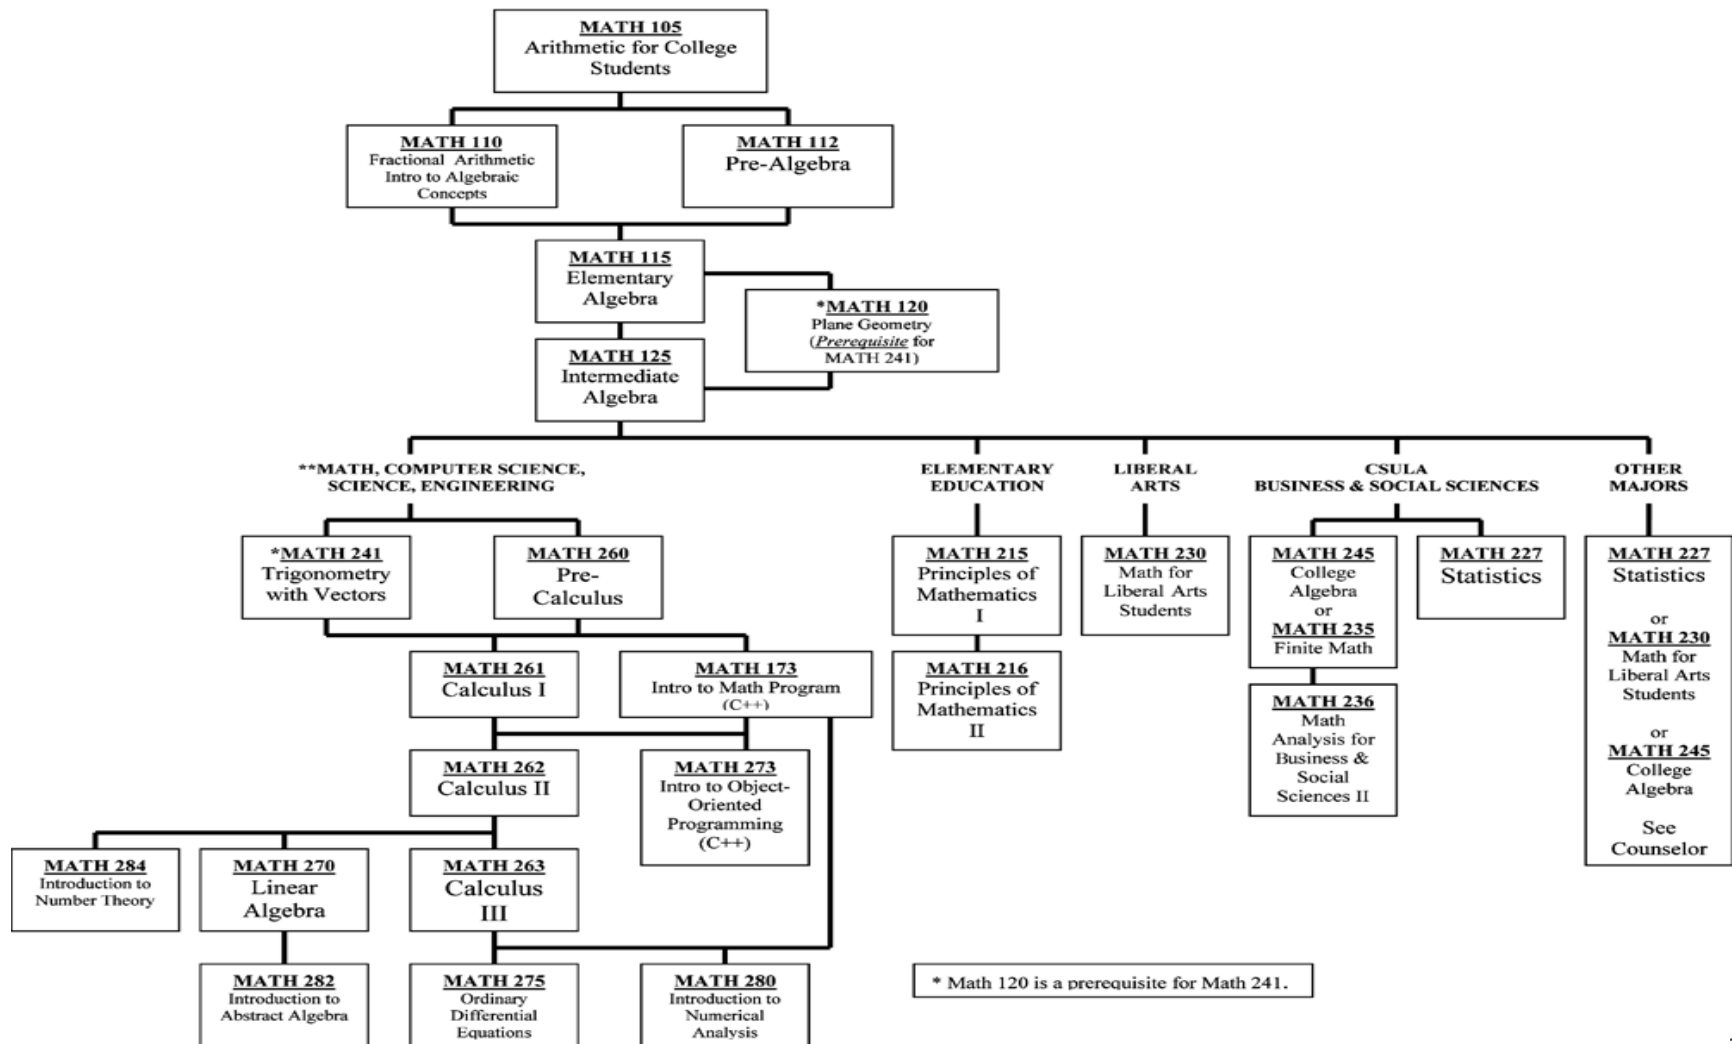 MATH 105
Arithmetic for College
Students
MATH 110
Fractional Arithmetic
Intro to Algebraic
Concepts
MATH 112
Pre-Algebra
MATH 115
Elementary
Algebra
*MATH 120
Plane Geometry
(Prerequisite for
MATH 241)
MATH 125
Intermediate
Algebra
**MATH, COMPUTER SCIENCE,
SCIENCE, ENGINEERING
ELEMENTARY
EDUCATION
LIBERAL
ARTS
CSULA
BUSINESS & SOCIAL SCIENCES
OTHER
MAJORS
*MATH 241
Trigonometry
with Vectors
MATH 260
Pre-
Calculus
MATH 215
Principles of
Mathematics
I
MATH 230
Math for
Liberal Arts
Students
MATH 245
College
Algebra
or
MATH 235
Finite Math
MATH 227
Statistics
MATH 227
Statistics
or
MATH 230
Math for
Liberal Arts
Students
or
MATH 245
College
Algebra
See
Counselor
MATH 261
Calculus I
MATH 173
Intro to Math Program
(C++)
MATH 216
Principles of
Mathematics
II
MATH 236
Math
Analysis for
Business &
Social
Sciences II
MATH 262
Calculus II
MATH 273
Intro to Object-
Oriented
Programming
(C++)
MATH 284
Introduction to
Number Theory
MATH 270
Linear
Algebra
MATH 263
Calculus
III
MATH 282
Introduction to
Abstract Algebra
MATH 275
Ordinary
Differential
Equations
MATH 280
Introduction to
Numerical
Analysis
* Math 120 is a prerequisite for Math 241.